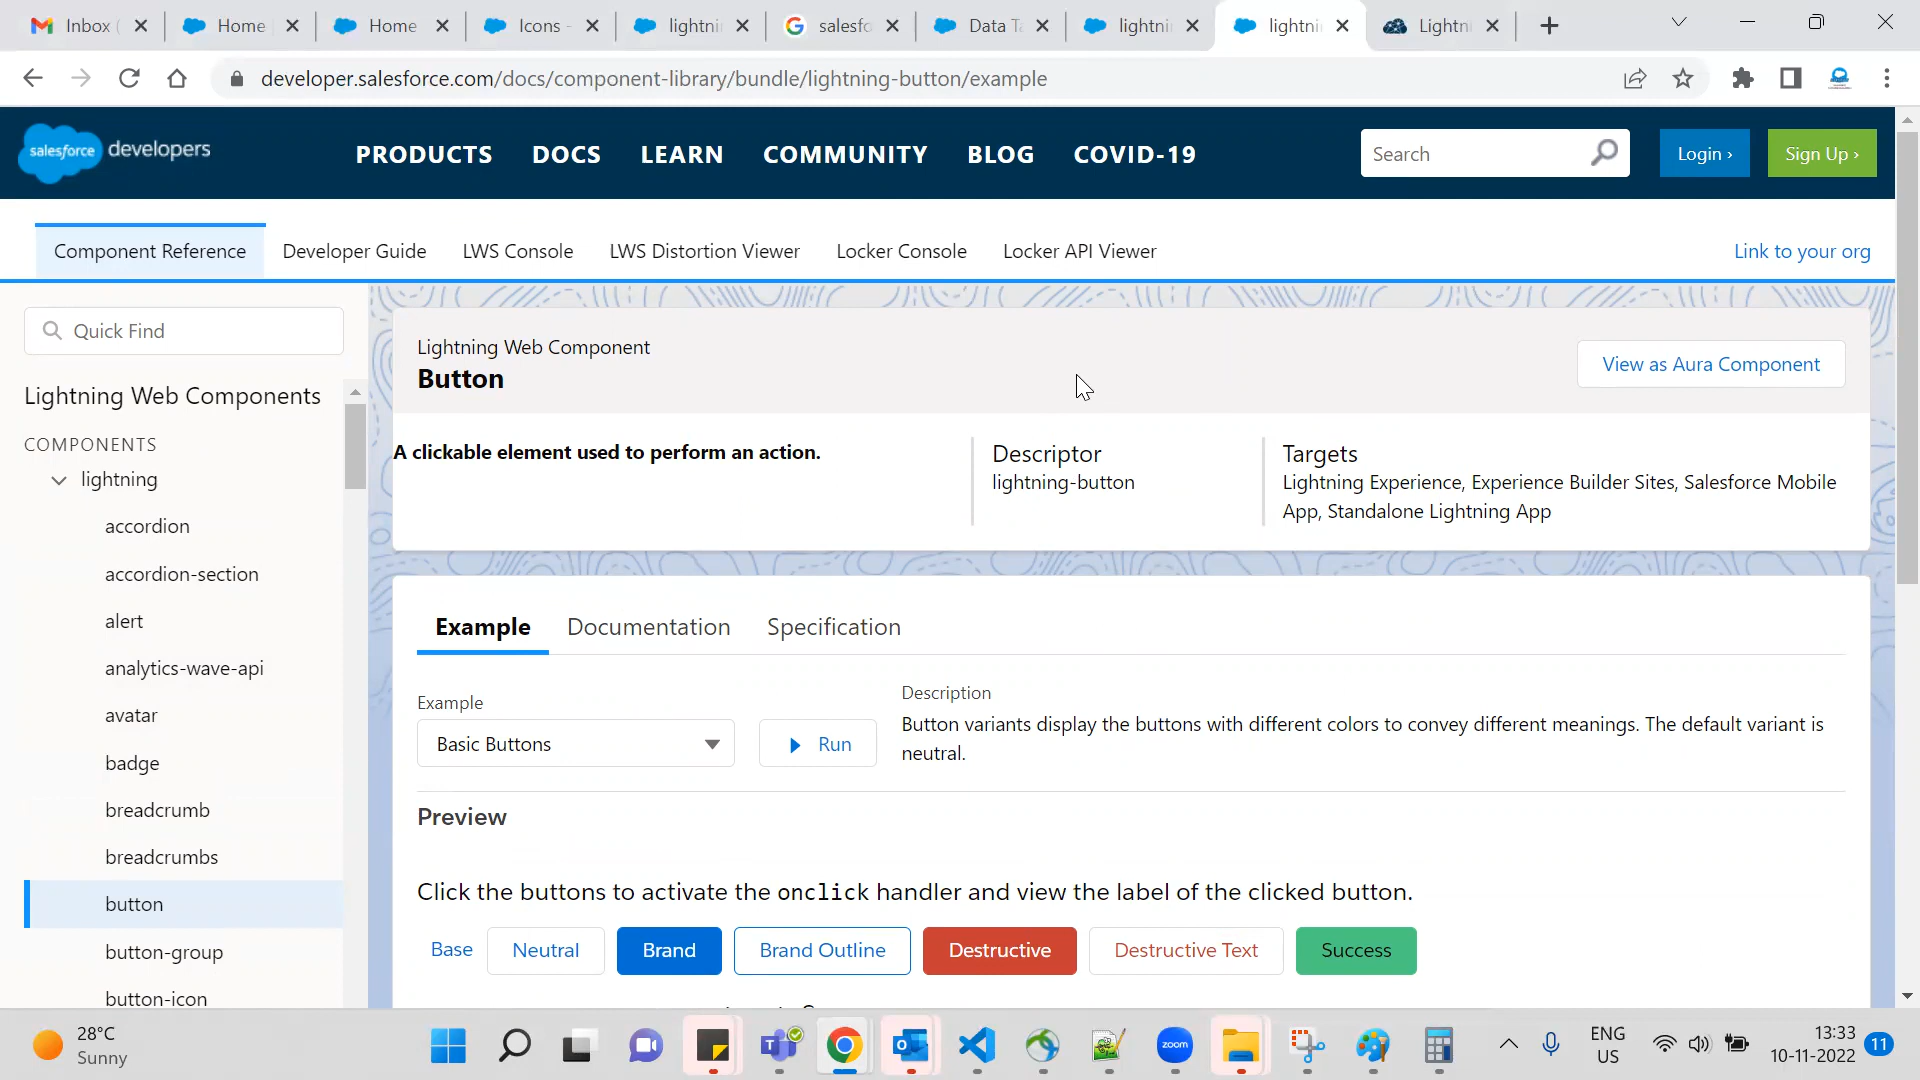 Inbox (
Home
Home
Icons -
lightni
salesfo
Data Ta
lightni
lightni
Lightni
developer.salesforce.com/docs/component-library/bundle/lightning-button/example
salesforce developers
PRODUCTS
DOCS
LEARN
COMMUNITY
BLOG
COVID-19
Search
Login ›
Sign Up ›
Component Reference
Developer Guide
LWS Console
LWS Distortion Viewer
Locker Console
Locker API Viewer
Link to your org
Quick Find
Lightning Web Components
COMPONENTS
lightning
accordion
accordion-section
alert
analytics-wave-api
avatar
badge
breadcrumb
breadcrumbs
button
button-group
button-icon
Lightning Web Component
Button
View as Aura Component
A clickable element used to perform an action.
Descriptor
lightning-button
Targets
Lightning Experience, Experience Builder Sites, Salesforce Mobile
App, Standalone Lightning App
Example
Documentation
Specification
Example
Basic Buttons
Run
Description
Button variants display the buttons with different colors to convey different meanings. The default variant is
neutral.
Preview
Click the buttons to activate the onclick handler and view the label of the clicked button.
Base
Neutral
Brand
Brand Outline
Destructive
Destructive Text
Success
28°C
Sunny
zoom
ENG
US
13:33
10-11-2022
11